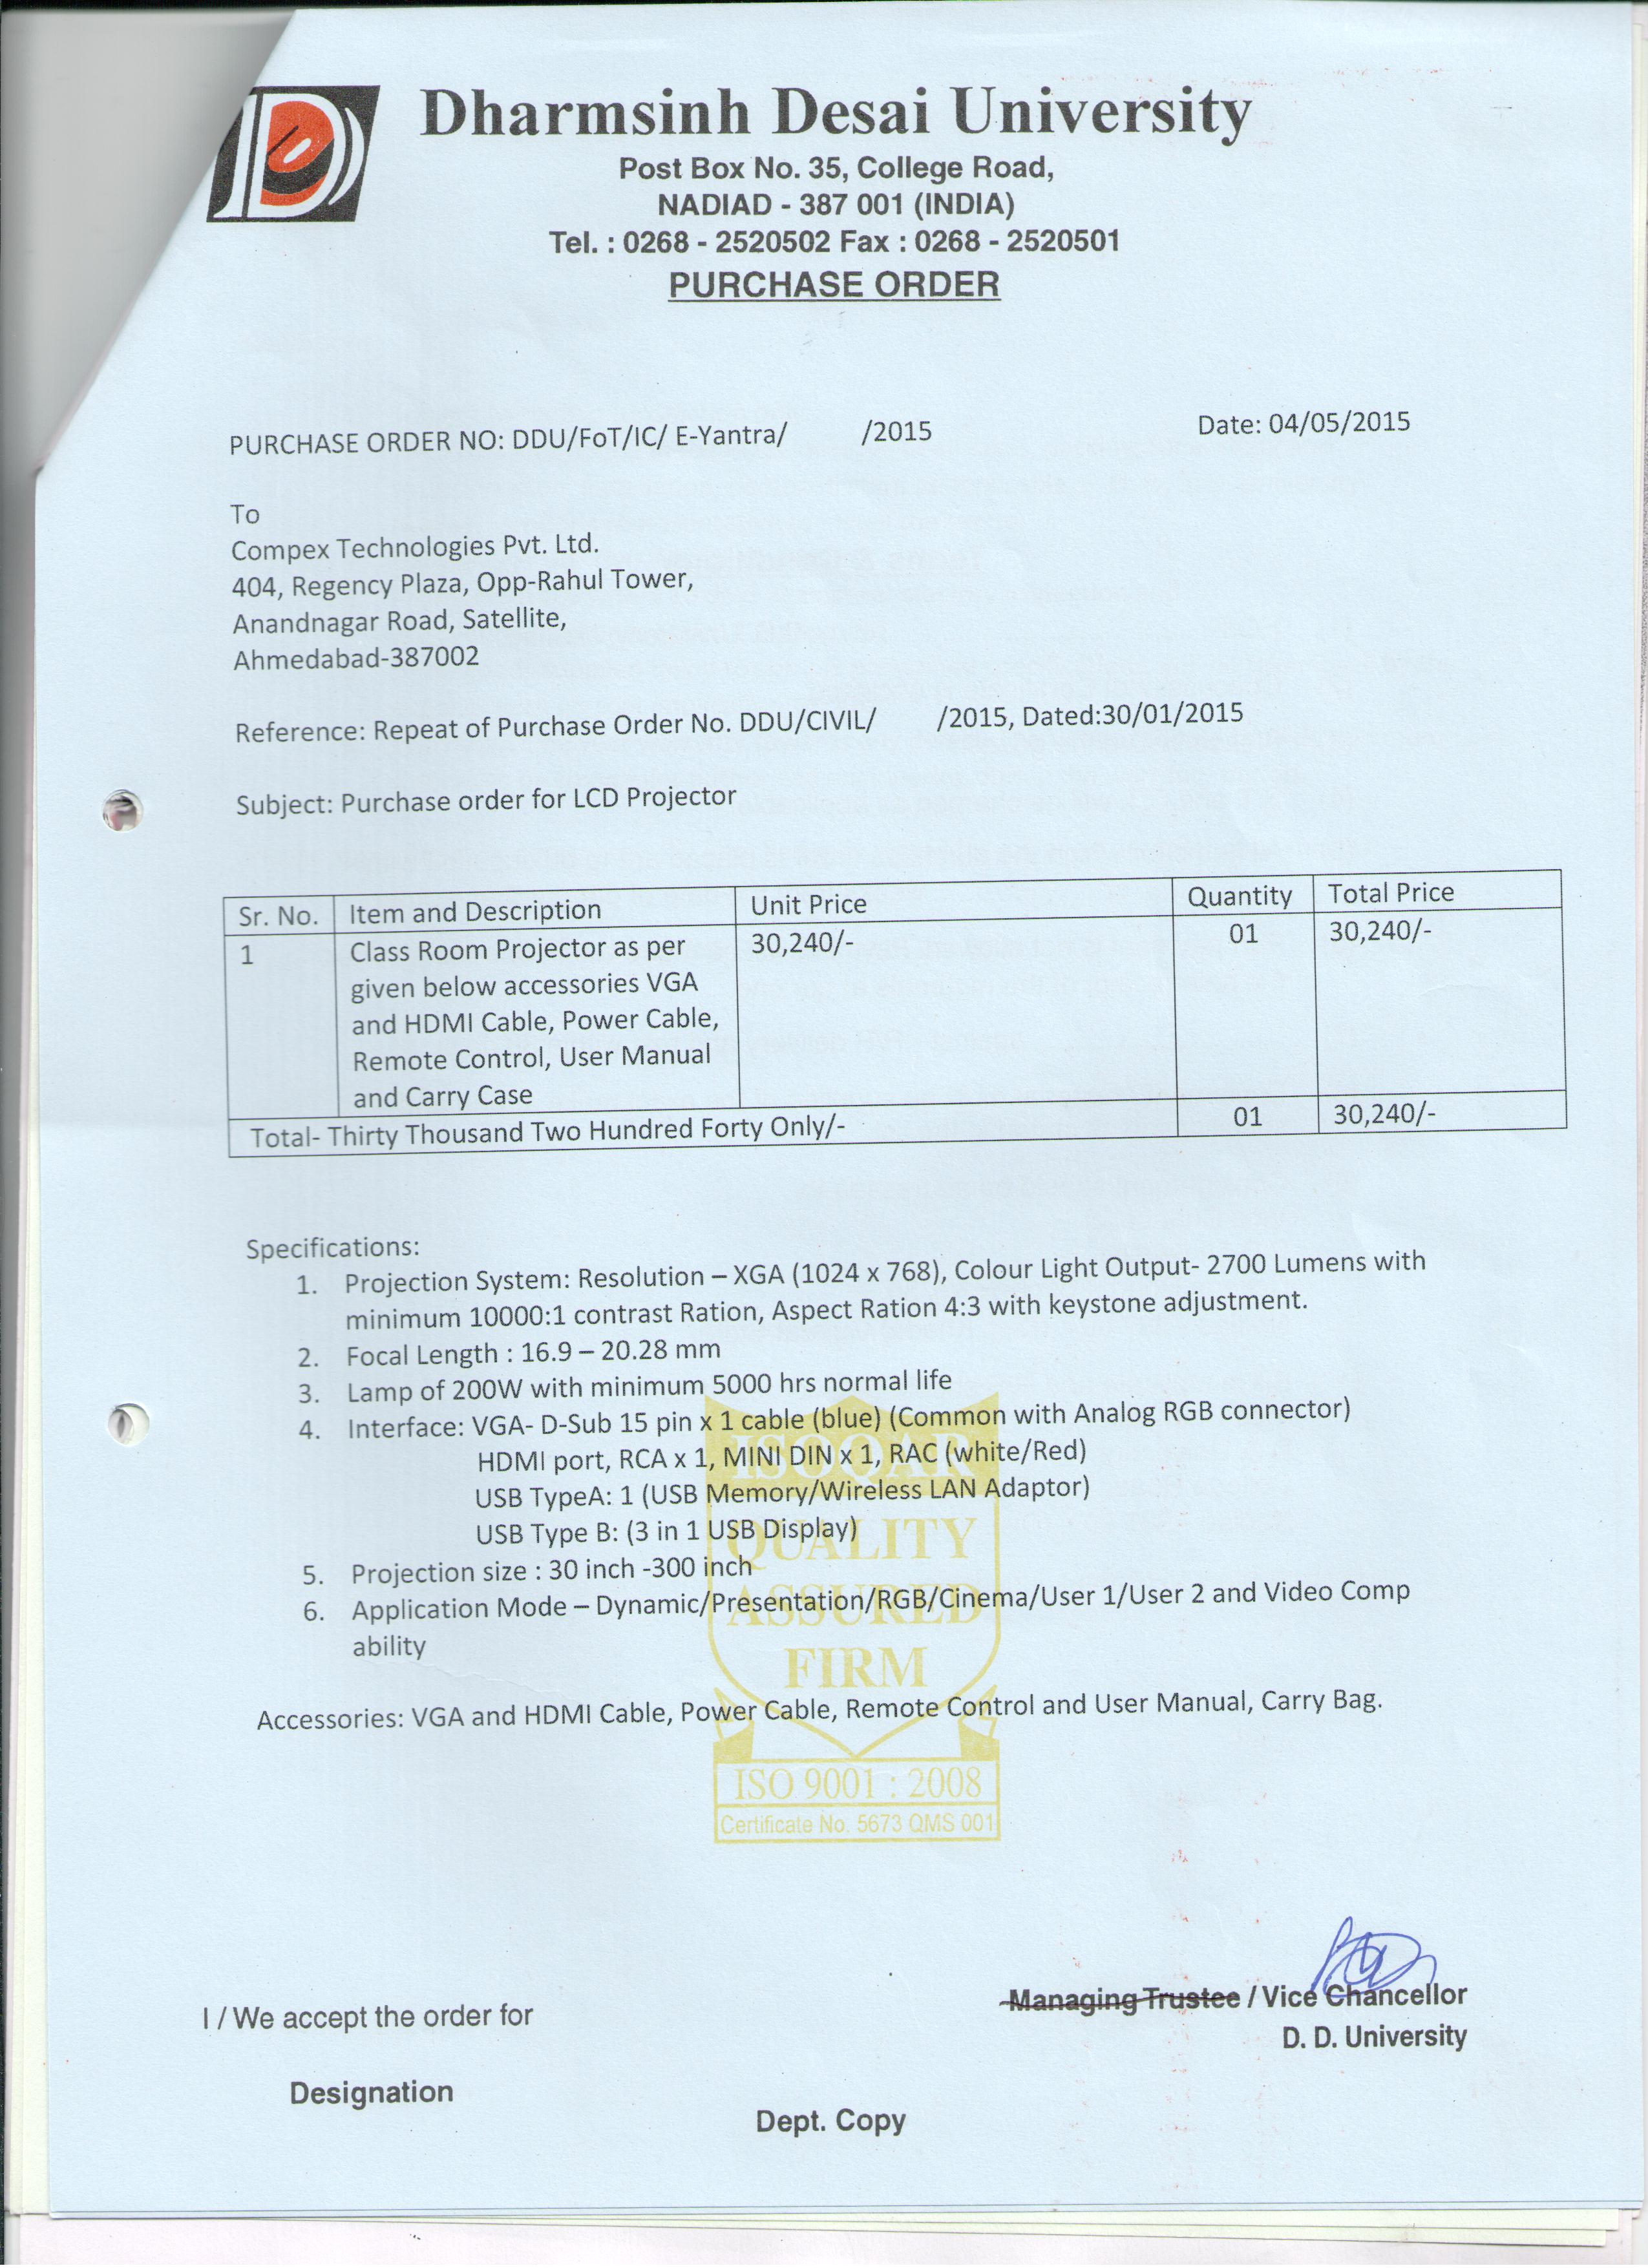 Dharmsinh Desai University
Post Box No. 35, College Road,
NADIAD - 387 001 (INDIA)
Tel. : 0268 - 2520502 Fax : 0268 - 2520501
PURCHASE ORDER
PURCHASE ORDER NO: DDU/FoT/IC/ E-Yantra/ /2015 Date: 04/05/2015
To
Compex Technologies Pvt. Ltd.
404, Regency Plaza, Opp-Rahul Tower,
Anandnagar Road, Satellite,
Ahmedabad-387002
Reference: Repeat of Purchase Order No. DDU/CIVIL/ /2015, Dated:30/01/2015
Subject: Purchase order for LCD Projector
Sr. No. Item and Description Unit Price Quantity Total Price
1 Class Room Projector as per 30,240/- 01 30,240/-
given below accessories VGA
and HDMI Cable, Power Cable,
Remote Control, User Manual
and Carry Case
Total- Thirty Thousand Two Hundred Forty Only/- 01 30,240/-
Specifications:
1. Projection System: Resolution – XGA (1024 x 768), Colour Light Output- 2700 Lumens with
minimum 10000:1 contrast Ration, Aspect Ration 4:3 with keystone adjustment.
2. Focal Length : 16.9 – 20.28 mm
3. Lamp of 200W with minimum 5000 hrs normal life
4. Interface: VGA- D-Sub 15 pin x 1 cable (blue) (Common with Analog RGB connector)
HDMI port, RCA x 1, MINI DIN x 1, RAC (white/Red)
USB TypeA: 1 (USB Memory/Wireless LAN Adaptor)
USB Type B: (3 in 1 USB Display)
5. Projection size : 30 inch -300 inch
6. Application Mode – Dynamic/Presentation/RGB/Cinema/User 1/User 2 and Video Comp
ability
Accessories: VGA and HDMI Cable, Power Cable, Remote Control and User Manual, Carry Bag.
ISOQAR
QUALITY
ASSURED
FIRM
ISO 9001 : 2008
Certificate No. 5673 QMS 001
Managing Trustee / Vice Chancellor
D. D. University
I / We accept the order for
Designation
Dept. Copy